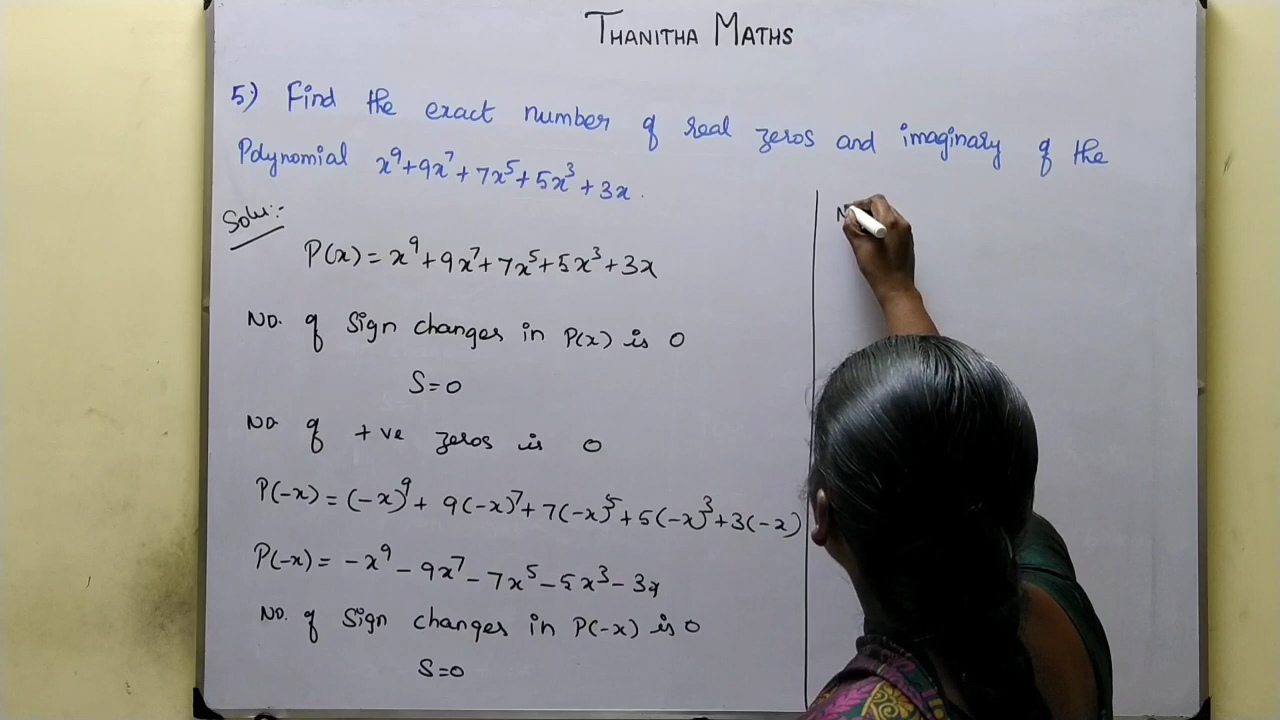 THANITHA MATHS
5) Find the exact number of real zeros and imaginary of the
Polynomial x⁹+9x⁷+7x⁵+5x³+3x.
Solu:-
P(x)=x⁹+9x⁷+7x⁵+5x³+3x
No. of Sign changes in P(x) is 0
S=0
No of +ve zeros is 0
P(-x)=(-x)⁹+9(-x)⁷+7(-x)⁵+5(-x)³+3(-x)
P(-x)=-x⁹-9x⁷-7x⁵-5x³-3x
No. of Sign changes in P(-x) is 0
S=0